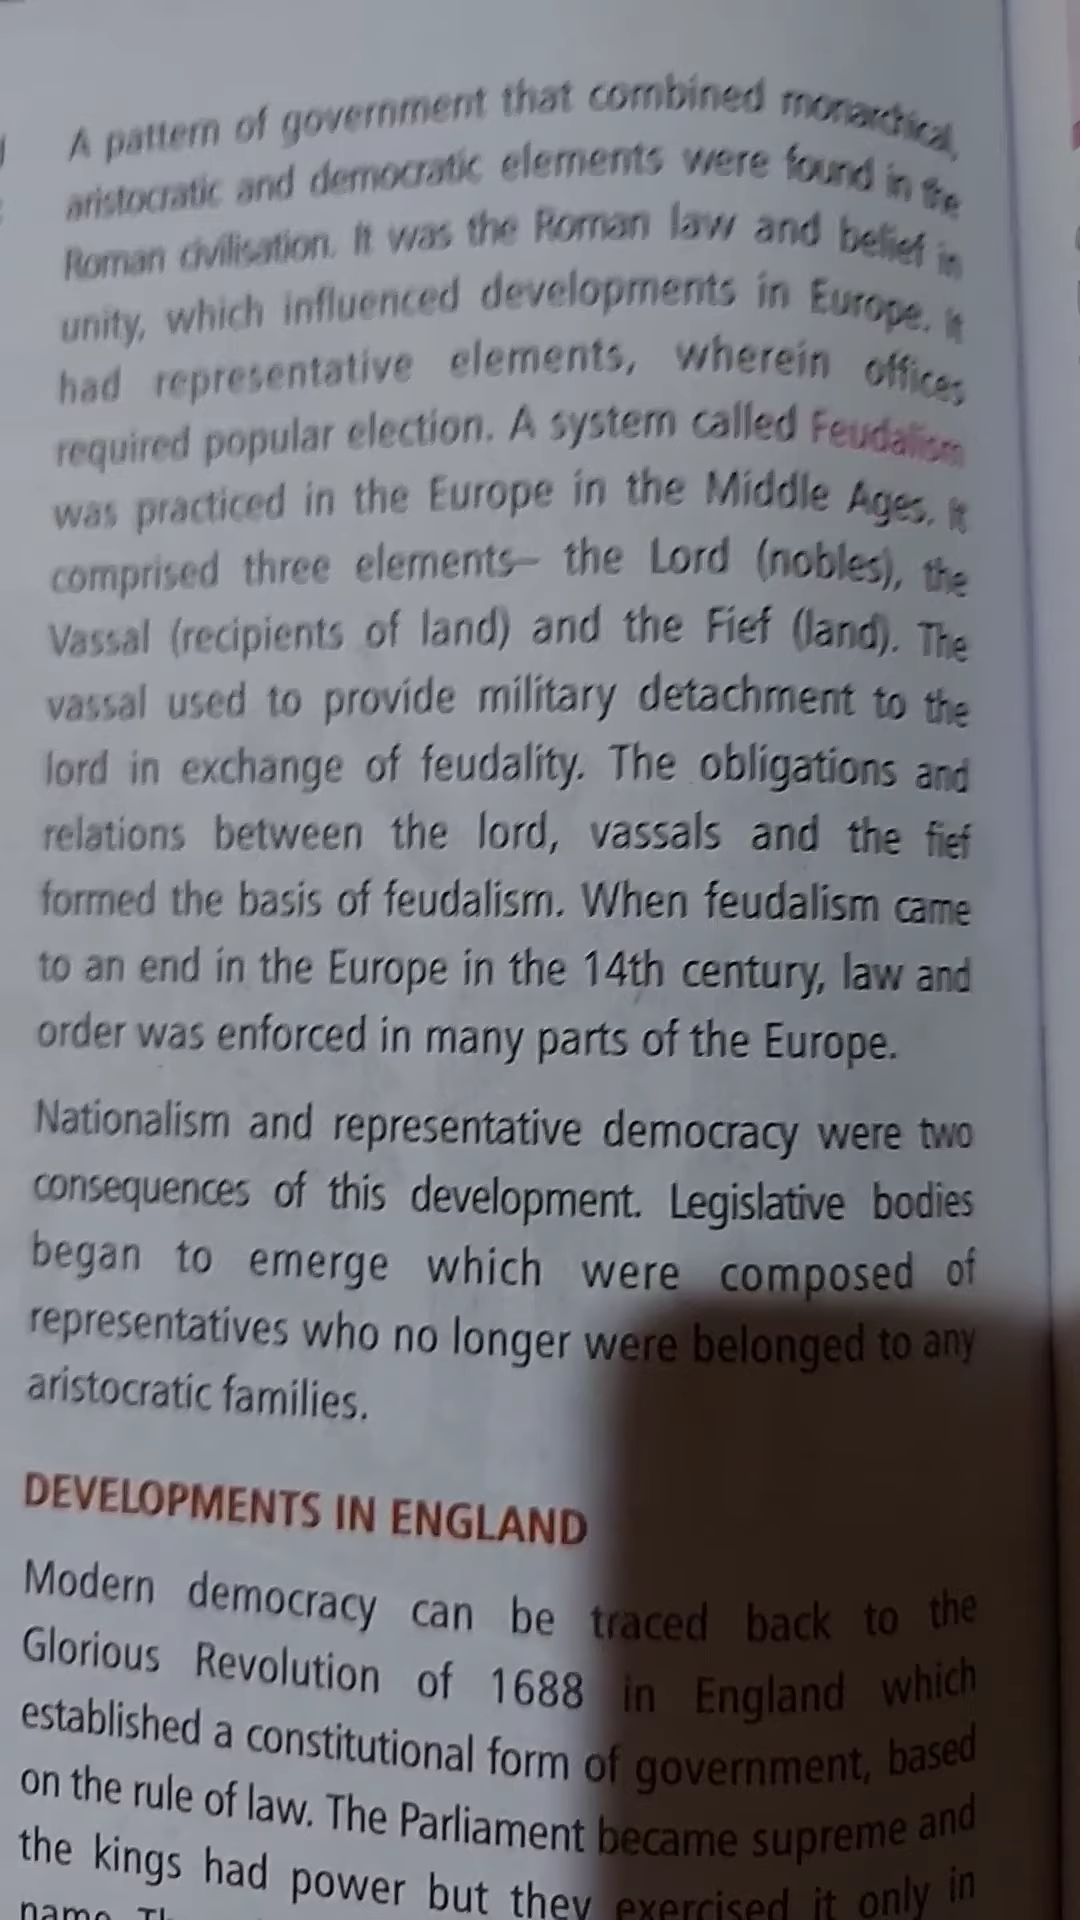 A pattern of government that combined monarchical,
aristocratic and democratic elements were found in the
Roman civilisation. It was the Roman law and belief in
unity, which influenced developments in Europe. It
had representative elements, wherein offices
required popular election. A system called Feudalism
was practiced in the Europe in the Middle Ages. It
comprised three elements– the Lord (nobles), the
Vassal (recipients of land) and the Fief (land). The
vassal used to provide military detachment to the
lord in exchange of feudality. The obligations and
relations between the lord, vassals and the fief
formed the basis of feudalism. When feudalism came
to an end in the Europe in the 14th century, law and
order was enforced in many parts of the Europe.
Nationalism and representative democracy were two
consequences of this development. Legislative bodies
began to emerge which were composed of
representatives who no longer were belonged to any
aristocratic families.
DEVELOPMENTS IN ENGLAND
Modern democracy can be traced back to the
Glorious Revolution of 1688 in England which
established a constitutional form of government, based
on the rule of law. The Parliament became supreme and
the kings had power but they exercised it only in
name.